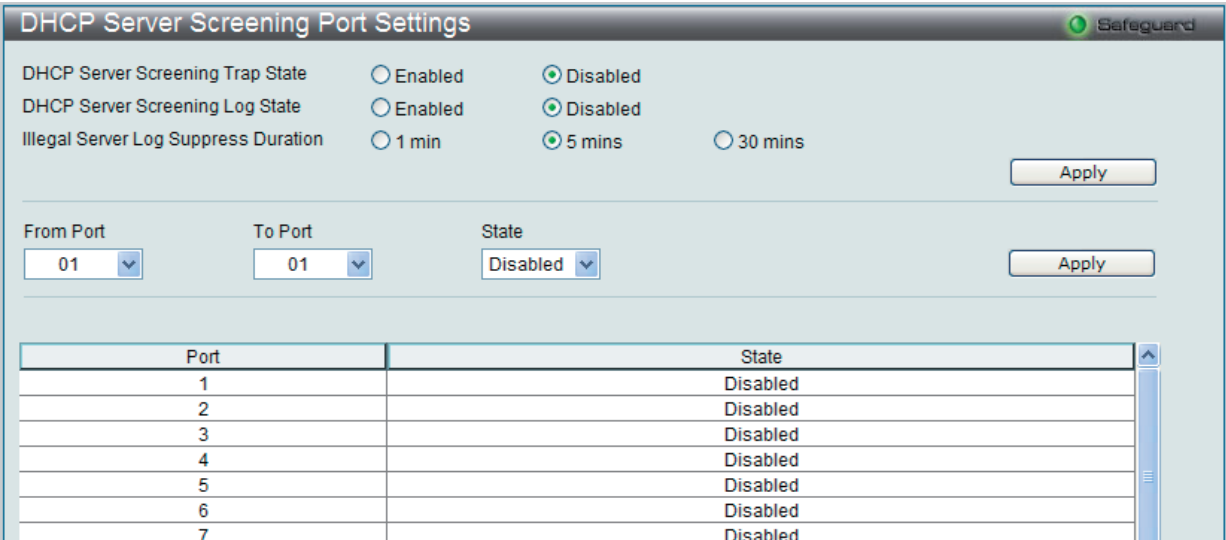 DHCP Server Screening Port Settings
Safeguard
DHCP Server Screening Trap State Enabled Disabled
DHCP Server Screening Log State Enabled Disabled
Illegal Server Log Suppress Duration 1 min 5 mins 30 mins
Apply
From Port To Port State
01 01 Disabled Apply
Port State
1 Disabled
2 Disabled
3 Disabled
4 Disabled
5 Disabled
6 Disabled
7 Disabled